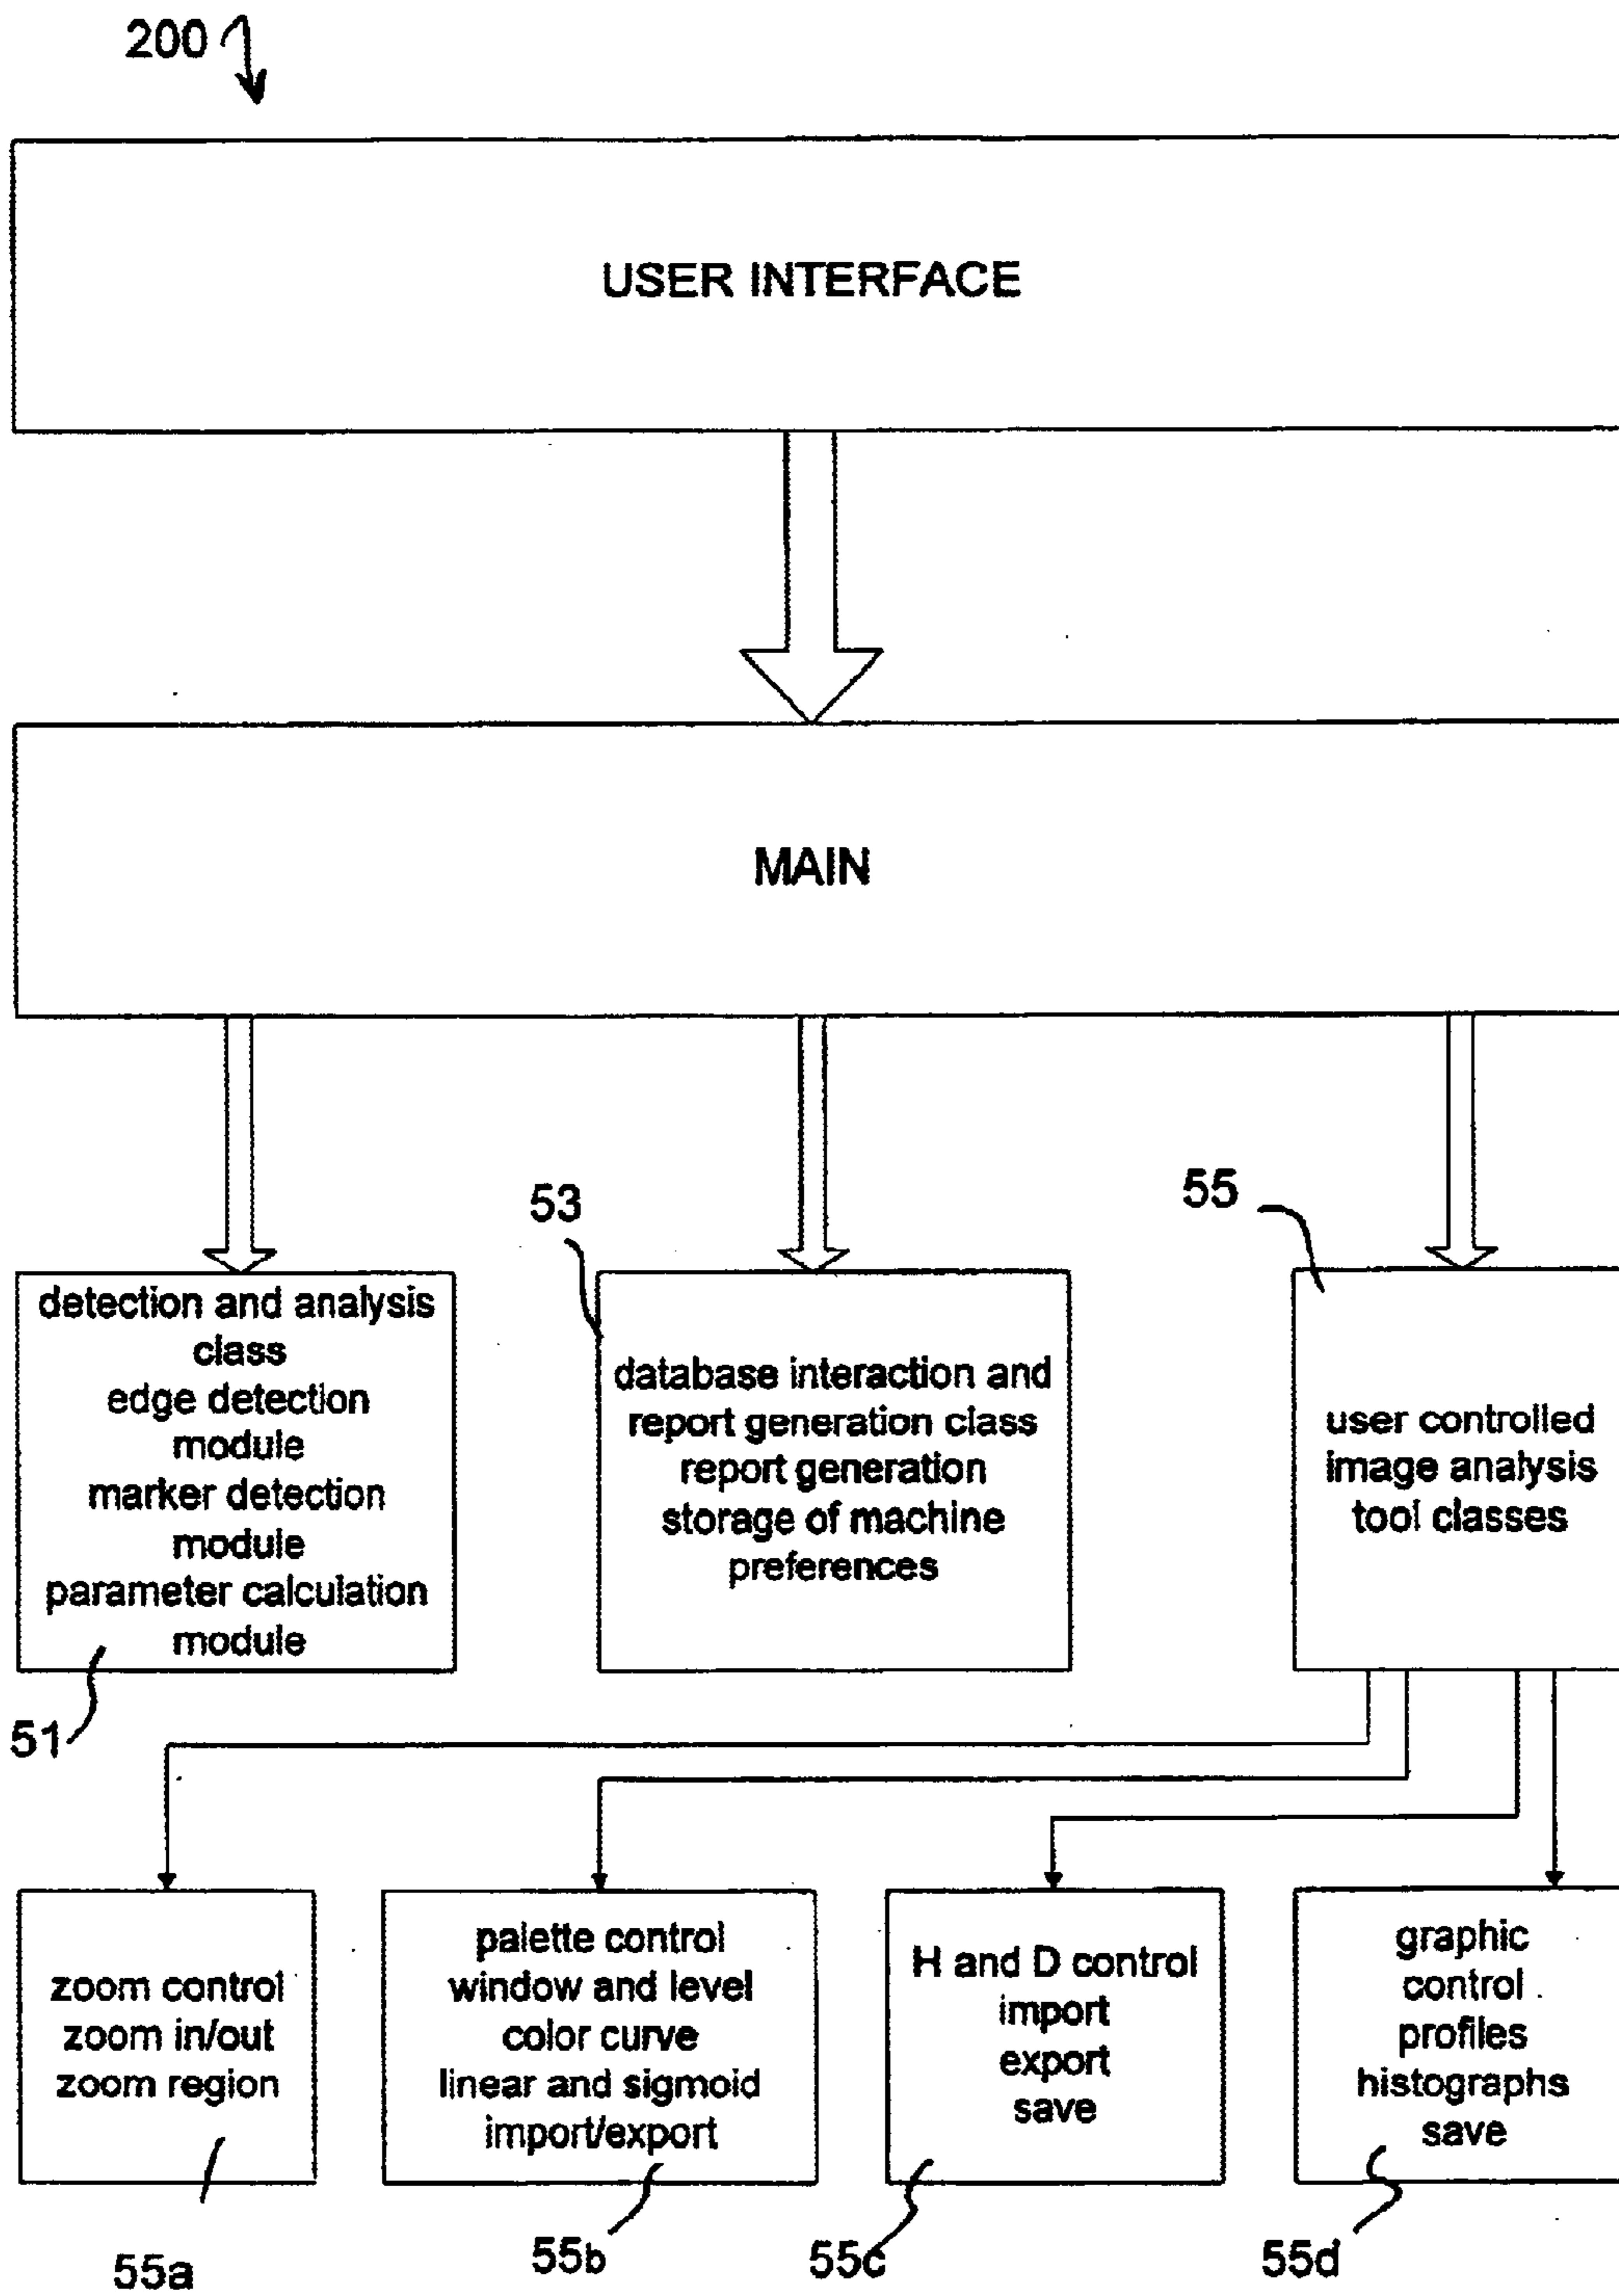 200
USER INTERFACE
MAIN
53
55
detection and analysis
class
edge detection
module
marker detection
module
parameter calculation
module
database interaction and
report generation class
report generation
storage of machine
preferences
user controlled
image analysis
tool classes
51
zoom control
zoom in/out
zoom region
palette control
window and level
color curve
linear and sigmoid
import/export
H and D control
import
export
save
graphic
control
profiles
histographs
save
55a
55b
55c
55d